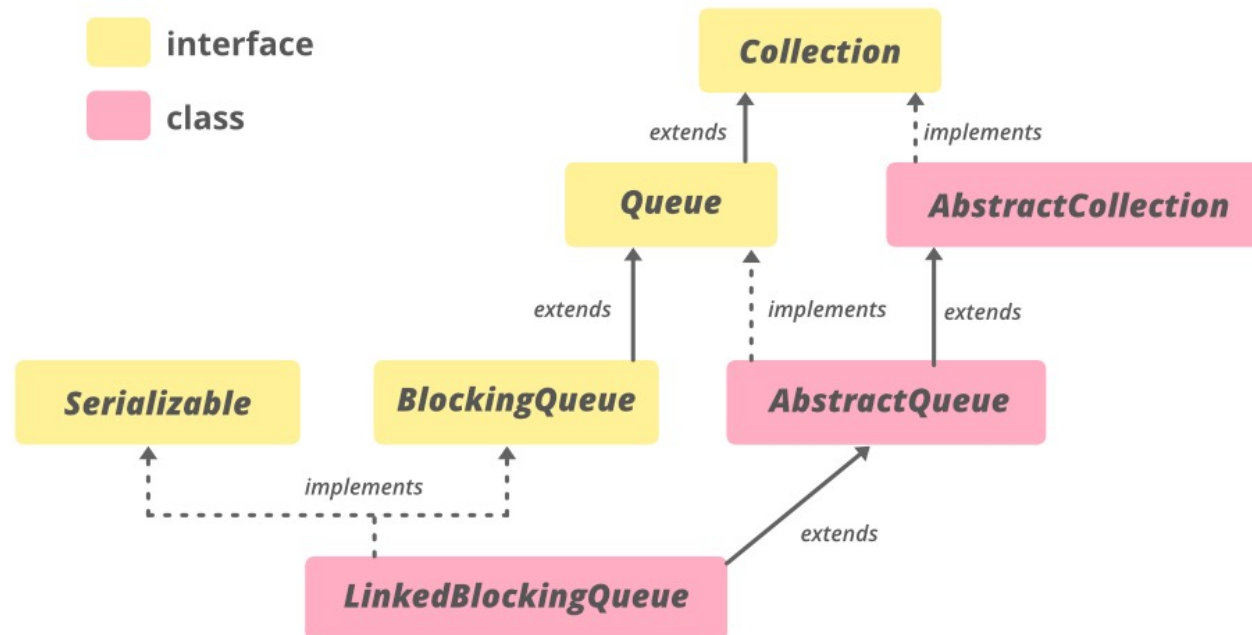 interface
class
Collection
extends
implements
Queue
AbstractCollection
extends
implements
extends
Serializable
BlockingQueue
AbstractQueue
implements
extends
LinkedBlockingQueue